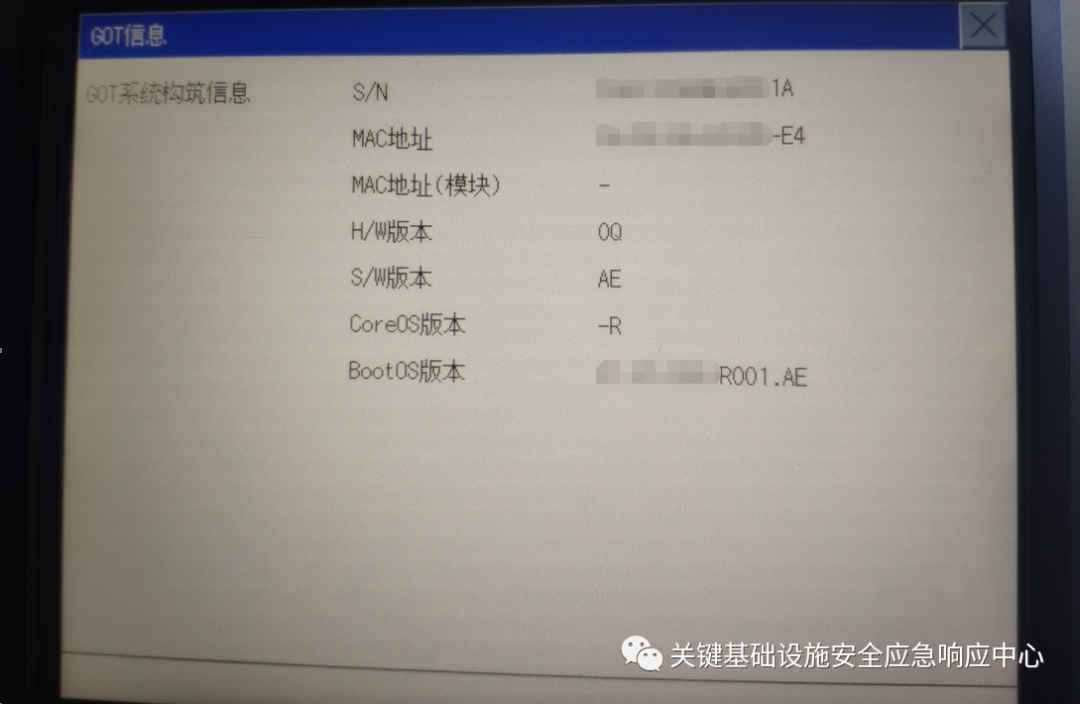 GOT信息
GOT系统构筑信息 S/N 1A
MAC地址 -E4
MAC地址(模块) -
H/W版本 0Q
S/W版本 AE
CoreOS版本 -R
BootOS版本 R001.AE
关键基础设施安全应急响应中心